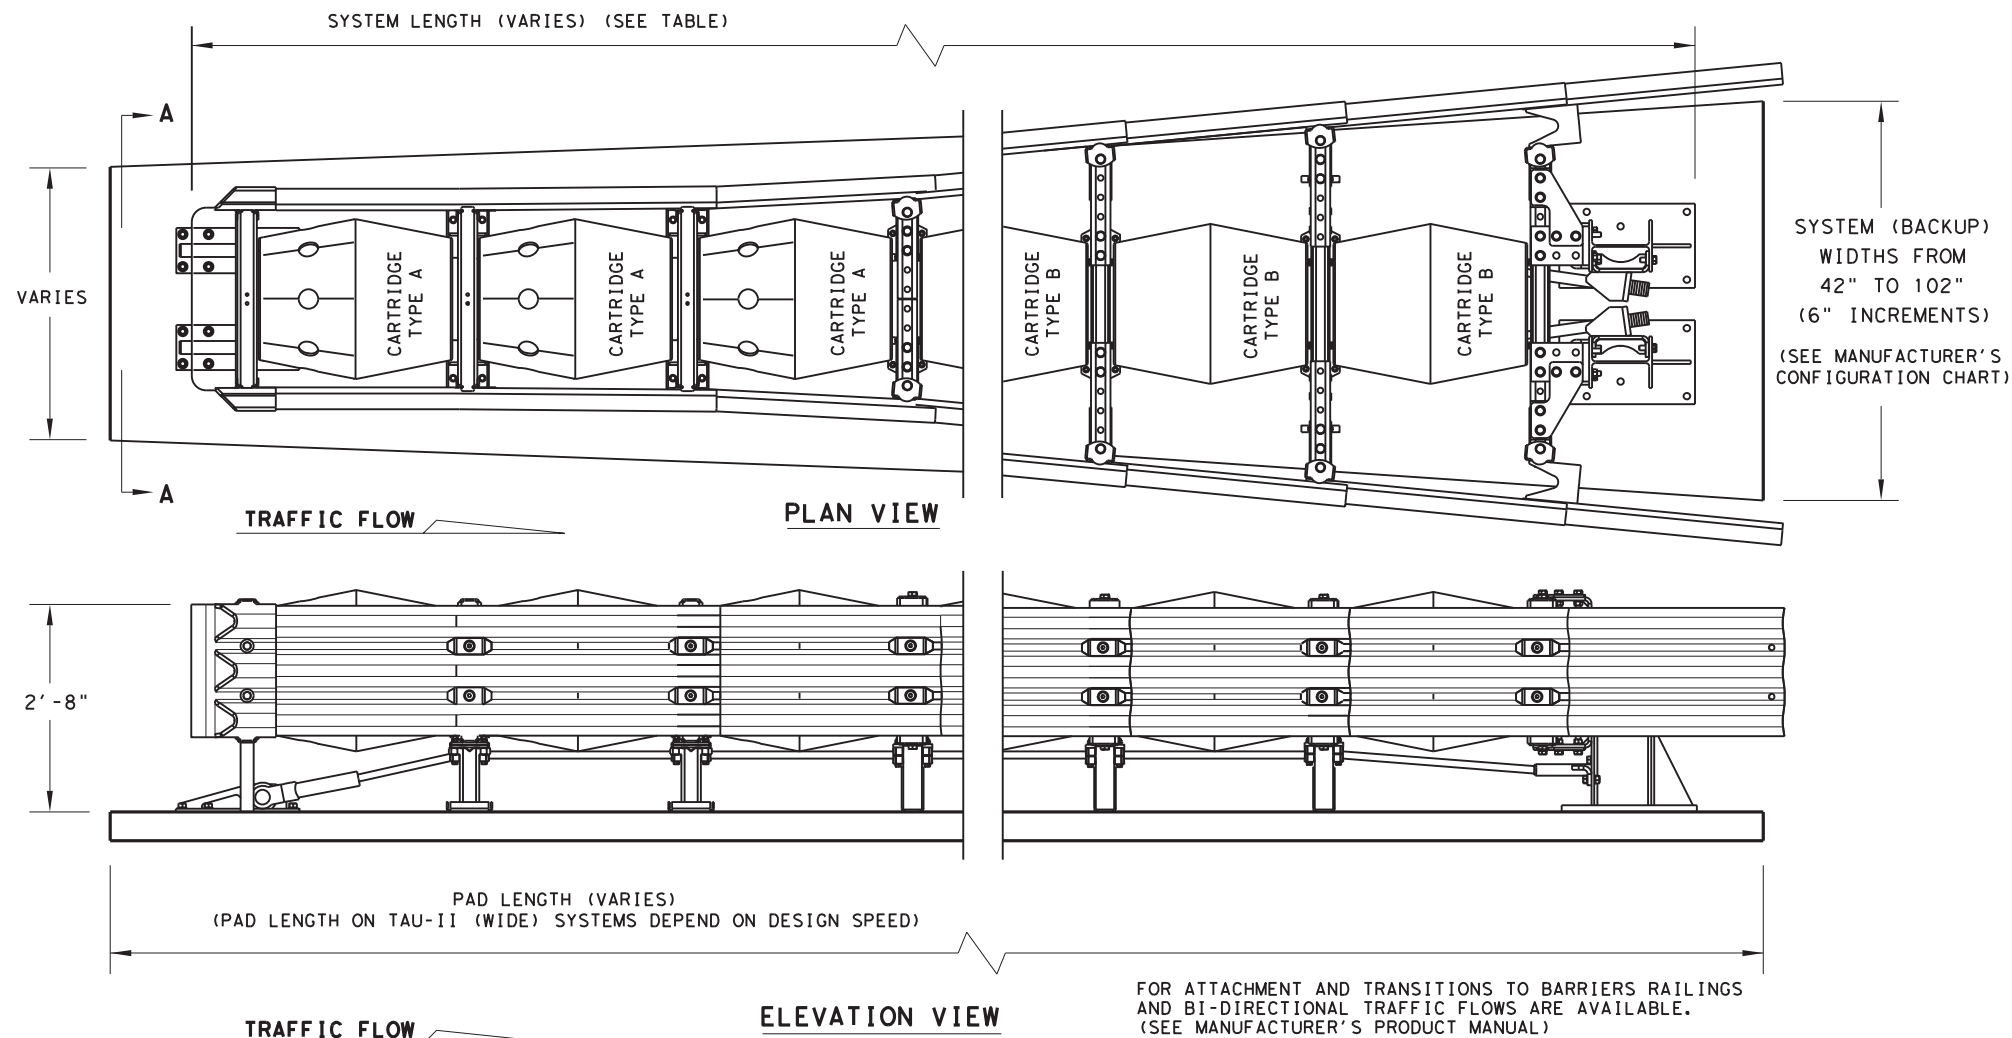 SYSTEM LENGTH (VARIES) (SEE TABLE)
A
VARIES
CARTRIDGE
TYPE A
CARTRIDGE
TYPE A
CARTRIDGE
TYPE A
CARTRIDGE
TYPE B
CARTRIDGE
TYPE B
CARTRIDGE
TYPE B
SYSTEM (BACKUP)
WIDTHS FROM
42" TO 102"
(6" INCREMENTS)
(SEE MANUFACTURER'S
CONFIGURATION CHART)
A
TRAFFIC FLOW
PLAN VIEW
2'-8"
PAD LENGTH (VARIES)
(PAD LENGTH ON TAU-II (WIDE) SYSTEMS DEPEND ON DESIGN SPEED)
TRAFFIC FLOW
ELEVATION VIEW
FOR ATTACHMENT AND TRANSITIONS TO BARRIERS RAILINGS
AND BI-DIRECTIONAL TRAFFIC FLOWS ARE AVAILABLE.
(SEE MANUFACTURER'S PRODUCT MANUAL)